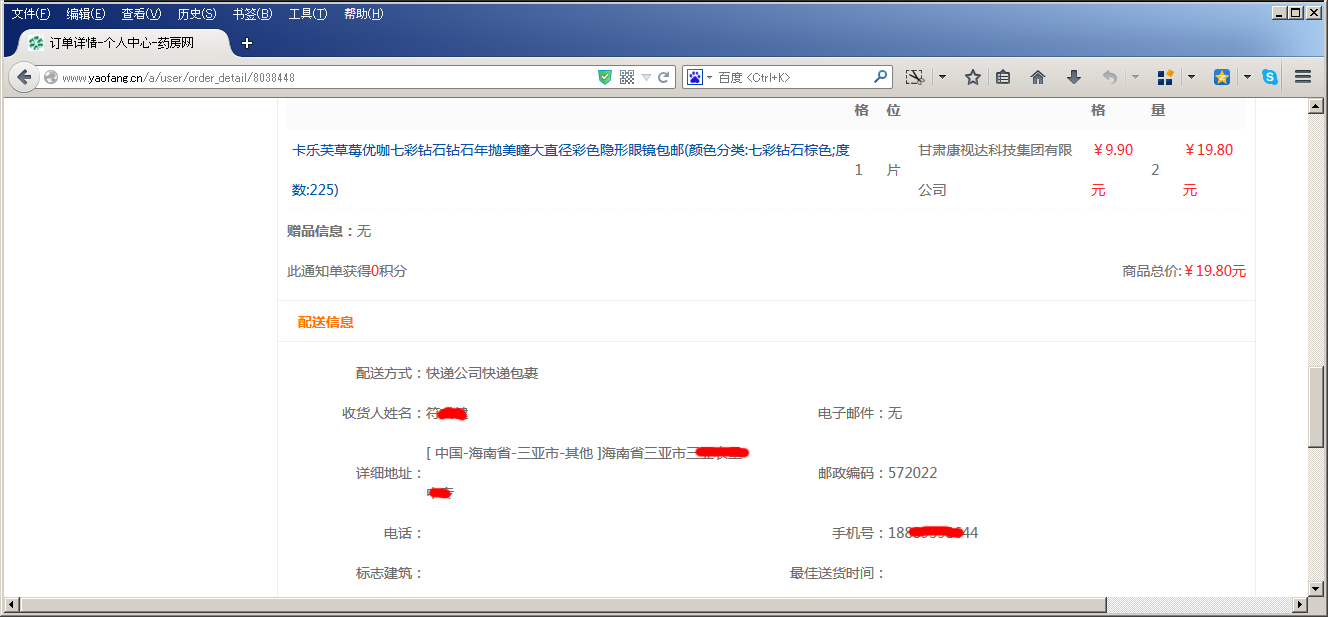 文件(F) 编辑(E) 查看(V) 历史(S) 书签(B) 工具(T) 帮助(H)
订单详情-个人中心-药房网
www.yaofang.cn/a/user/order_detail/8038448
百度 <Ctrl+K>
格 位 格 量
卡乐芙草莓优咖七彩钻石钻石年抛美瞳大直径彩色隐形眼镜包邮(颜色分类:七彩钻石棕色;度
数:225)
1 片
甘肃康视达科技集团有限
公司
￥9.90
元
2
￥19.80
元
赠品信息：无
此通知单获得0积分
商品总价:￥19.80元
配送信息
配送方式：快递公司快递包裹
收货人姓名：符
电子邮件：无
详细地址：
[ 中国-海南省-三亚市-其他 ]海南省三亚市三
邮政编码：572022
电话：
手机号：188 44
标志建筑：
最佳送货时间：